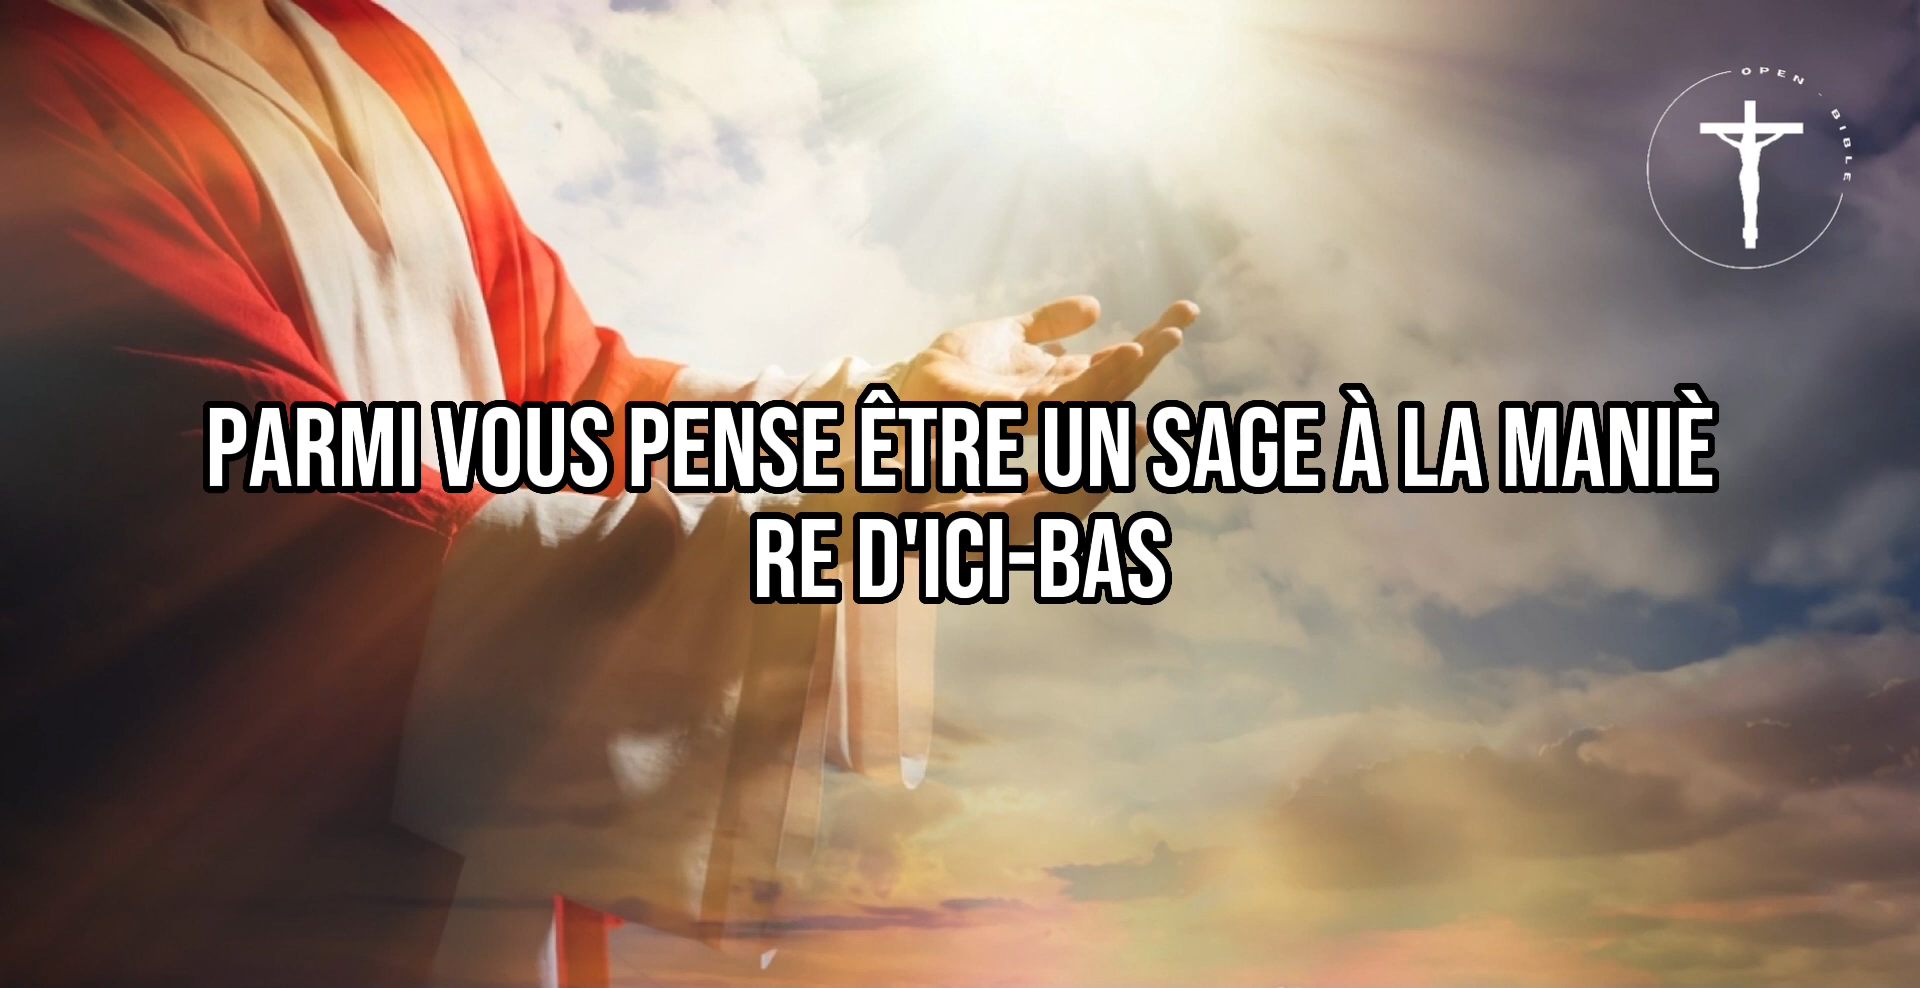 OPEN - BIBLE
PARMI VOUS PENSE ÊTRE UN SAGE À LA MANIÈ
RE D'ICI-BAS